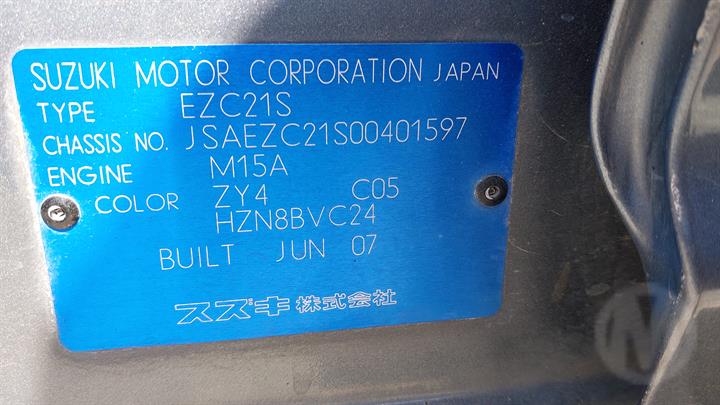 SUZUKI MOTOR CORPORATION JAPAN
TYPE EZC21S
CHASSIS NO. JSAEZC21S00401597
ENGINE M15A
COLOR ZY4 C05
HZN8BVC24
BUILT JUN 07
スズキ株式会社